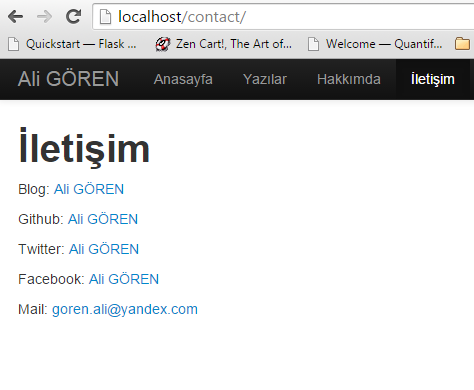 localhost/contact/
Quickstart — Flask ... Zen Cart!, The Art of... Welcome — Quantif...
Ali GÖREN Anasayfa Yazılar Hakkımda İletişim
İletişim
Blog: Ali GÖREN
Github: Ali GÖREN
Twitter: Ali GÖREN
Facebook: Ali GÖREN
Mail: goren.ali@yandex.com